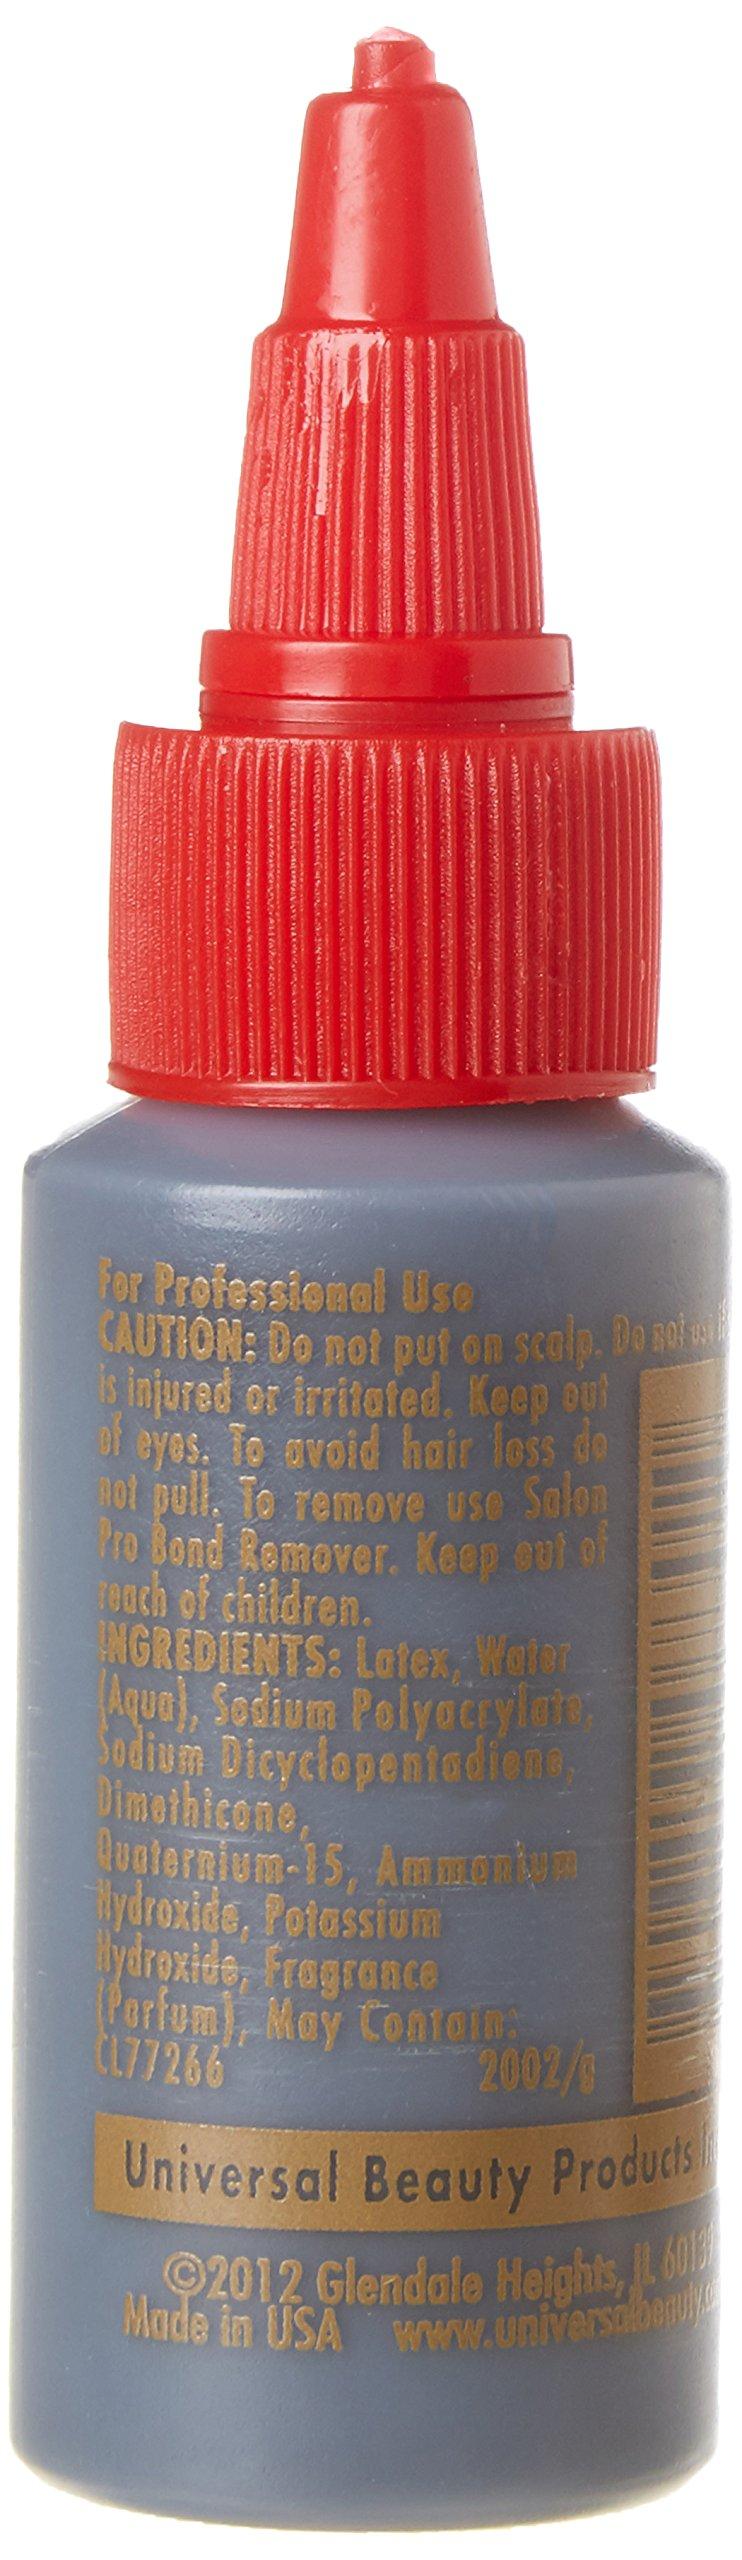 For Professional Use
CAUTION: Do not put on scalp. Do not use if
is injured or irritated. Keep out
of eyes. To avoid hair loss do
not pull. To remove use Salon
Pro Bond Remover. Keep out of
reach of children.
INGREDIENTS: Latex, Water
(Aqua), Sodium Polyacrylate,
Sodium Dicyclopentadiene,
Dimethicone,
Quaternium-15, Ammonium
Hydroxide, Potassium
Hydroxide, Fragrance
(Parfum), May Contain:
CL77266 2002/g
Universal Beauty Products
©2012 Glendale Heights, IL 60139
Made in USA www.universalbeauty.co